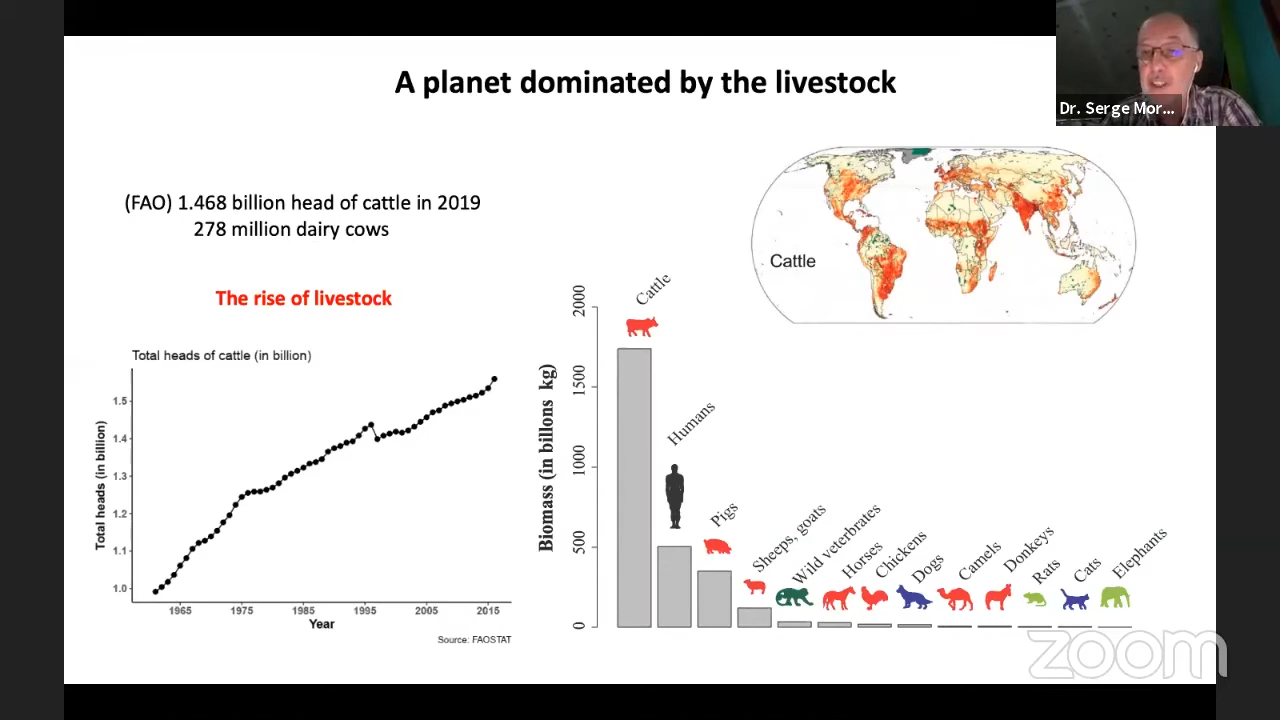 A planet dominated by the livestock
Dr. Serge Mor...
(FAO) 1.468 billion head of cattle in 2019
278 million dairy cows
Cattle
The rise of livestock
Total heads of cattle (in billion)
Total heads (in billion)
1.5
1.4
1.3
1.2
1.1
1.0
1965
1975
1985
1995
2005
2015
Year
Source: FAOSTAT
Biomass (in billons kg)
2000
1500
1000
500
0
Cattle
Humans
Pigs
Sheeps, goats
Wild veterbrates
Horses
Chickens
Dogs
Camels
Donkeys
Rats
Cats
Elephants
zoom